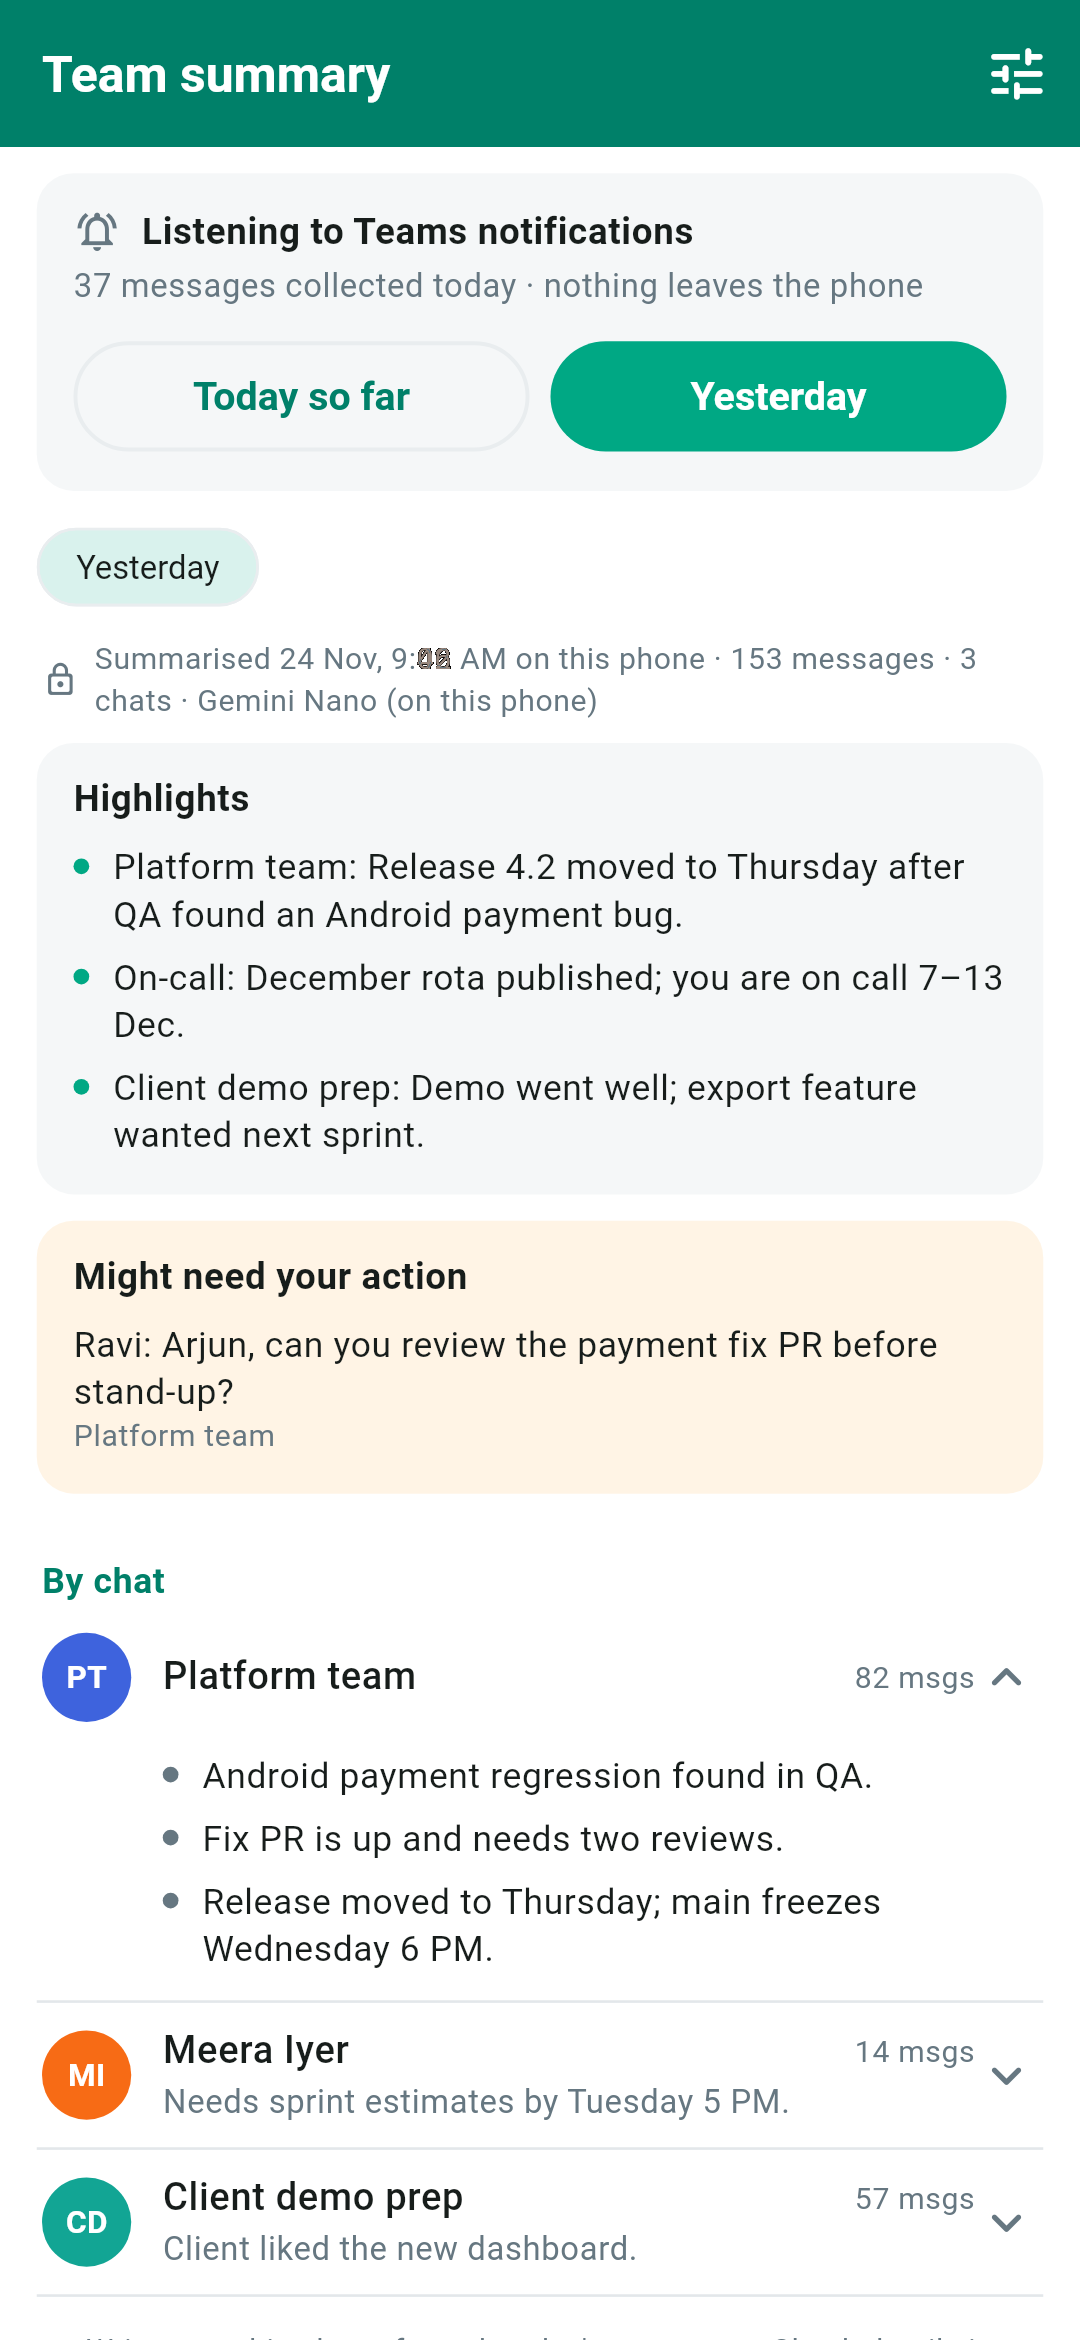 Team summary
Listening to Teams notifications
37 messages collected today · nothing leaves the phone
Today so far
Yesterday
Yesterday
Summarised 24 Nov, 9: AM on this phone · 153 messages · 3
chats · Gemini Nano (on this phone)
Highlights
Platform team: Release 4.2 moved to Thursday after
QA found an Android payment bug.
On-call: December rota published; you are on call 7–13
Dec.
Client demo prep: Demo went well; export feature
wanted next sprint.
Might need your action
Ravi: Arjun, can you review the payment fix PR before
stand-up?
Platform team
By chat
PT
Platform team
82 msgs
Android payment regression found in QA.
Fix PR is up and needs two reviews.
Release moved to Thursday; main freezes
Wednesday 6 PM.
MI
Meera Iyer
14 msgs
Needs sprint estimates by Tuesday 5 PM.
CD
Client demo prep
57 msgs
Client liked the new dashboard.